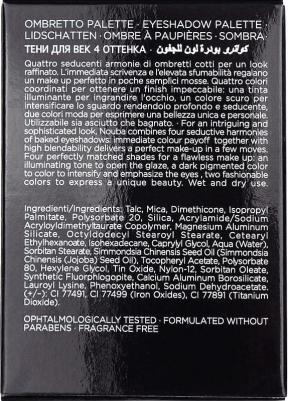 OMBRETTO PALETTE - EYESHADOW PALETTE -
LIDSCHATTEN - OMBRE À PAUPIÈRES - SOMBRA
ТЕНИ ДЛЯ ВЕК 4 ОТТЕНКА -
Quattro seducenti armonie di ombretti cotti per un look
raffinato. L'immediata scrivenza e l'elevata sfumabilità regalano
un make up perfetto in poche semplici mosse. Quattro colori
coordinati per ottenere un finish impeccabile: una tinta
illuminante per ingrandire l'occhio, un colore scuro per
intensificare lo sguardo rendendolo profondo e seducente,
due colori moda per esprimere una bellezza unica e personale.
Utilizzabile sia asciutto che bagnato. - For an intriguing and
sophisticated look, Nouba combines four seductive harmonies
of baked eyeshadows: immediate colour payoff together with
high blendability delivers a perfect make-up in a few moves.
Four perfectly matched shades for a flawless make up: an
illuminating tone to open the glaze, a dark pigmented color
to color to intensify and emphasize the eyes , two fashionable
colors to express a unique beauty. Wet and dry use.
Ingredienti/Ingredients: Talc, Mica, Dimethicone, Isopropyl
Palmitate, Polysorbate 20, Silica, Acrylamide/Sodium
Acryloyldimethyltaurate Copolymer, Magnesium Aluminum
Silicate, Octyldodecyl Stearoyl Stearate, Cetearyl
Ethylhexanoate, Isohexadecane, Caprylyl Glycol, Aqua (Water),
Sorbitan Stearate, Simmondsia Chinensis Seed Oil (Simmondsia
Chinensis (Jojoba) Seed Oil), Tocopheryl Acetate, Polysorbate
80, Hexylene Glycol, Tin Oxide, Nylon-12, Sorbitan Oleate,
Synthetic Fluorphlogopite, Calcium Aluminum Borosilicate,
Lauroyl Lysine, Phenoxyethanol, Sodium Dehydroacetate.
(+/-): CI 77491, CI 77499 (Iron Oxides), CI 77891 (Titanium
Dioxide).
OPHTALMOLOGICALLY TESTED - FORMULATED WITHOUT
PARABENS - FRAGRANCE FREE